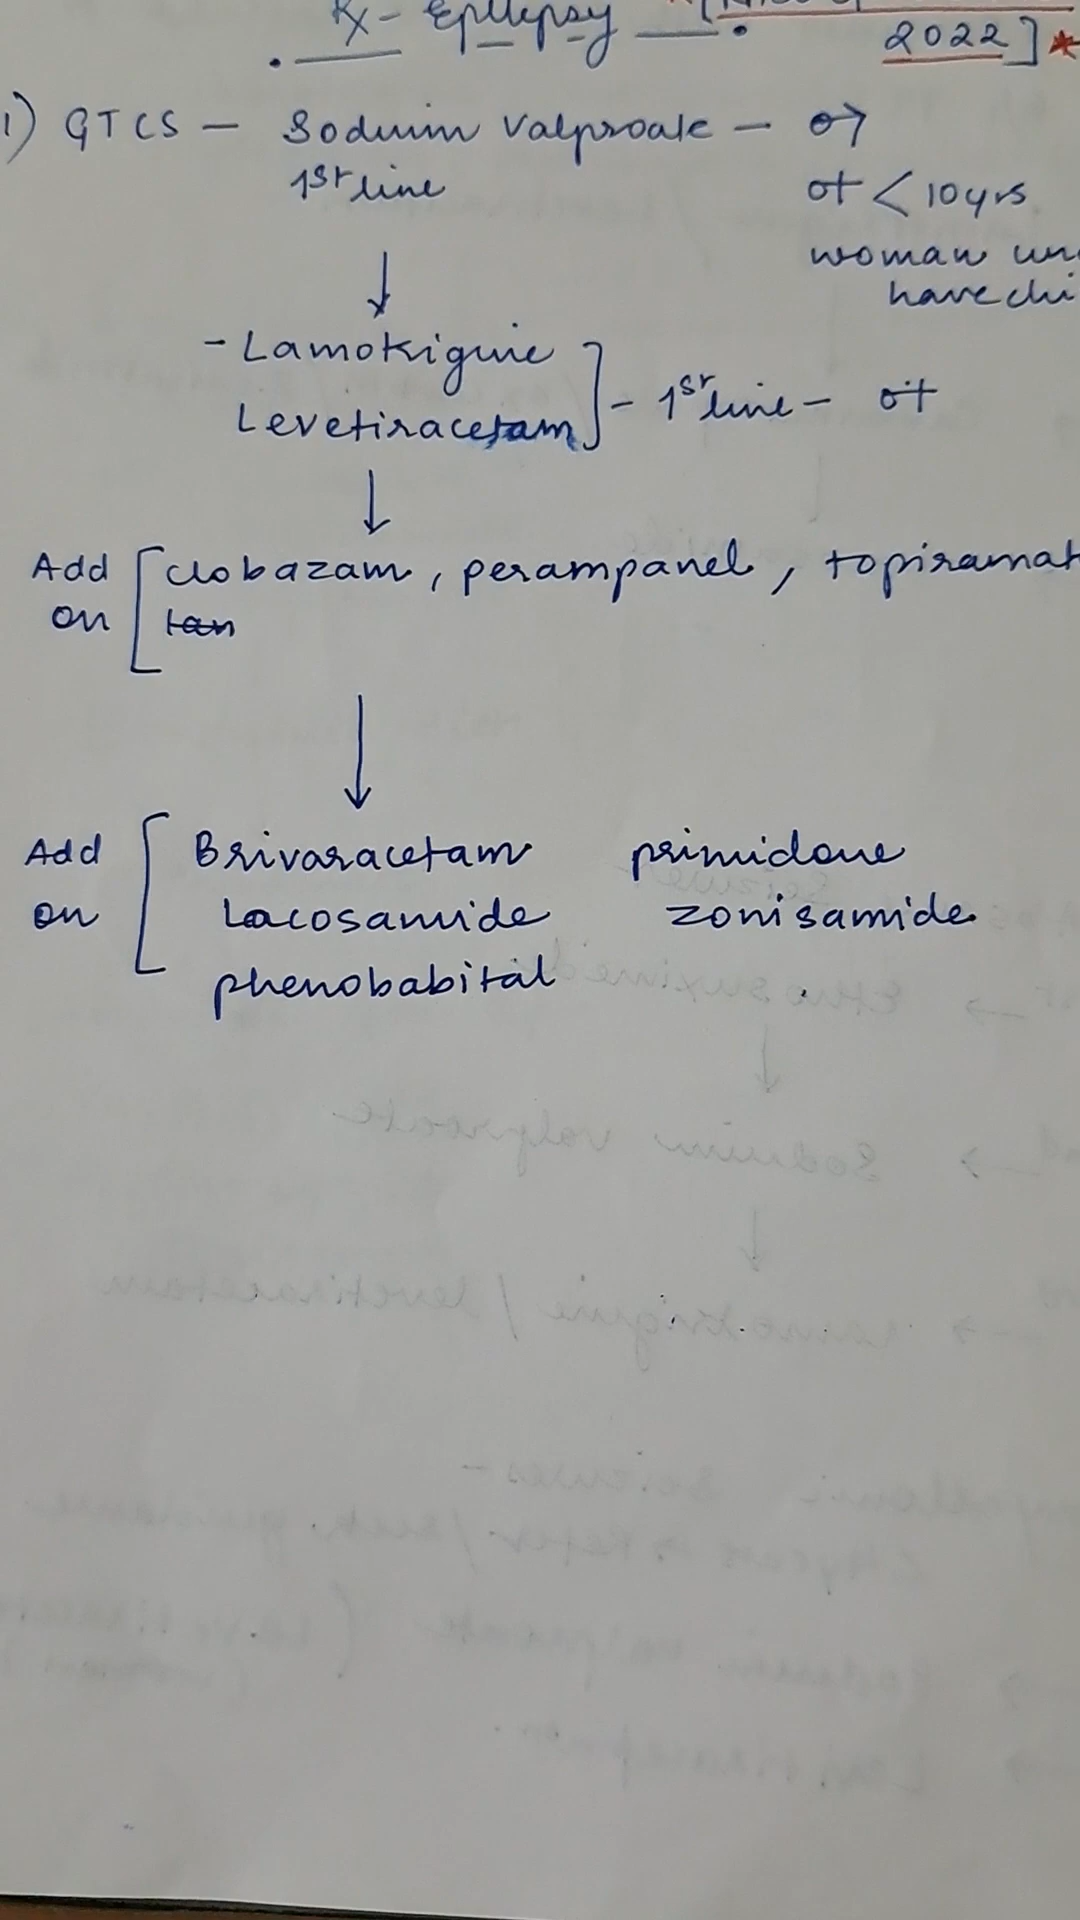 Rx - Epilepsy
2022]*
1) GTCS - Sodium Valproate - ♂
1st line
♀ < 10yrs
woman
have
- Lamotrigine
Levetiracetam ] - 1st line - ♀
Add on [ clobazam, perampanel, topiramat
Add on [ Brivaracetam primidone
Lacosamide zonisamide
phenobabital